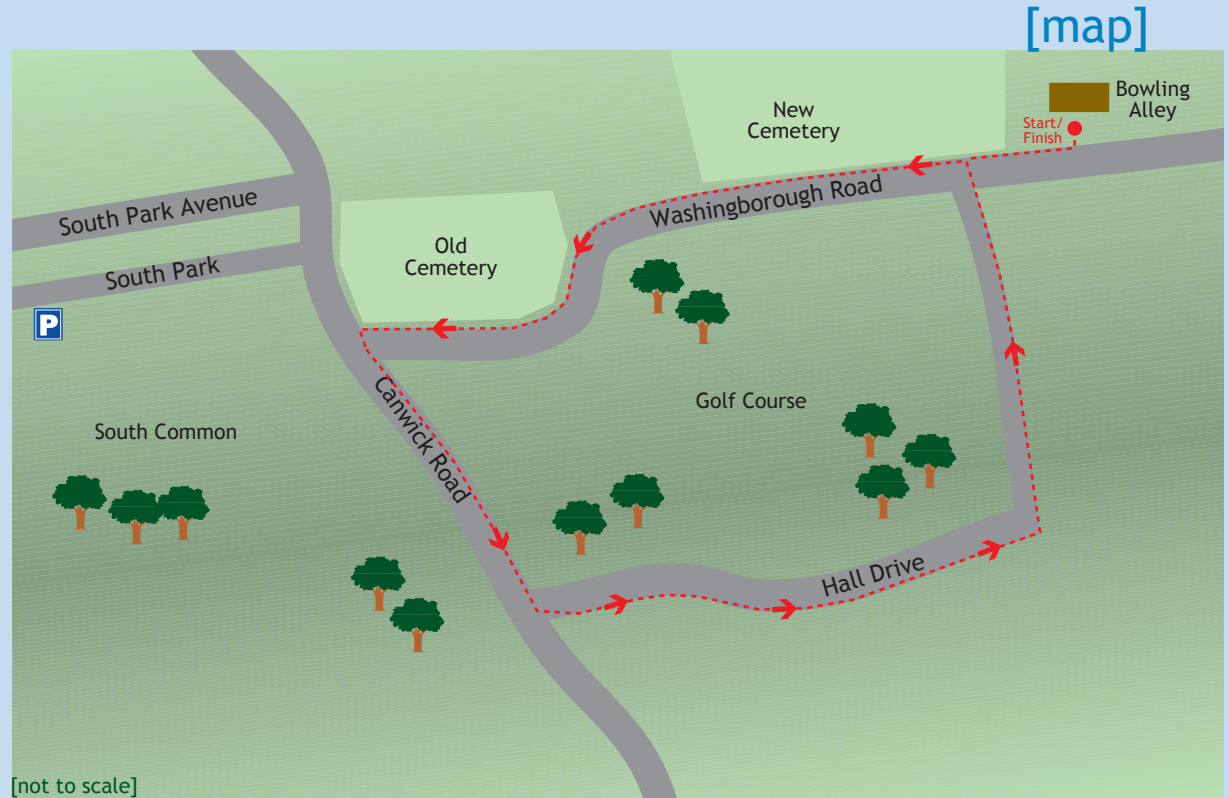 [map]
Bowling
Alley
Start/
Finish
New
Cemetery
Washingborough Road
South Park Avenue
South Park
Old
Cemetery
P
Canwick Road
Golf Course
South Common
Hall Drive
[not to scale]